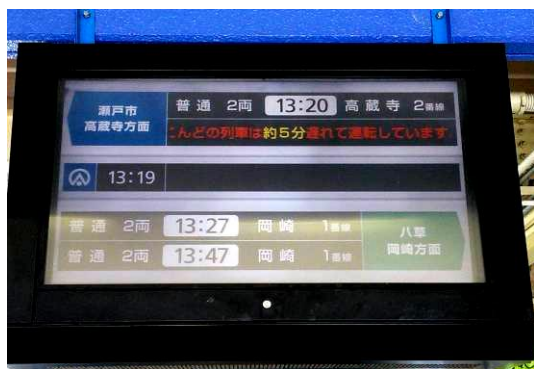 瀬戸市
高蔵寺方面
普通 2両 13:20 高蔵寺 2番線
こんどの列車は約5分遅れて運転しています
13:19
普通 2両 13:27 岡崎 1番線
普通 2両 13:47 岡崎 1番線
八草
岡崎方面